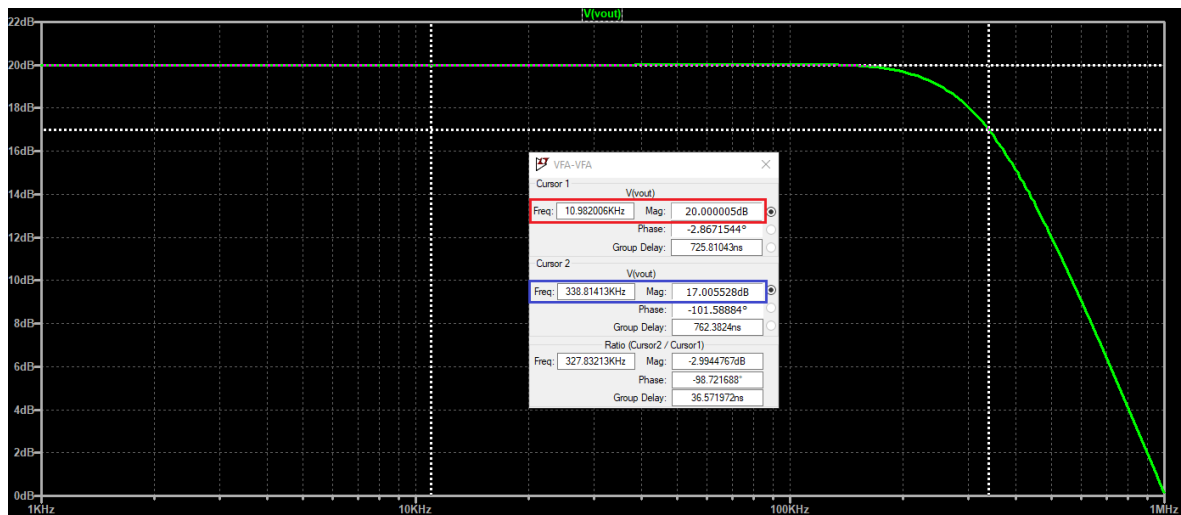 V(vout)
22dB
20dB
18dB
16dB
14dB
12dB
10dB
8dB
6dB
4dB
2dB
0dB
VFA-VFA
Cursor 1
V(vout)
Freq: 10.982006KHz Mag: 20.000005dB
Phase: -2.8671544°
Group Delay: 725.81043ns
Cursor 2
V(vout)
Freq: 338.81413KHz Mag: 17.005528dB
Phase: -101.58884°
Group Delay: 762.3824ns
Ratio (Cursor2 / Cursor1)
Freq: 327.83213KHz Mag: -2.9944767dB
Phase: -98.721688°
Group Delay: 36.571972ns
1KHz 10KHz 100KHz 1MHz